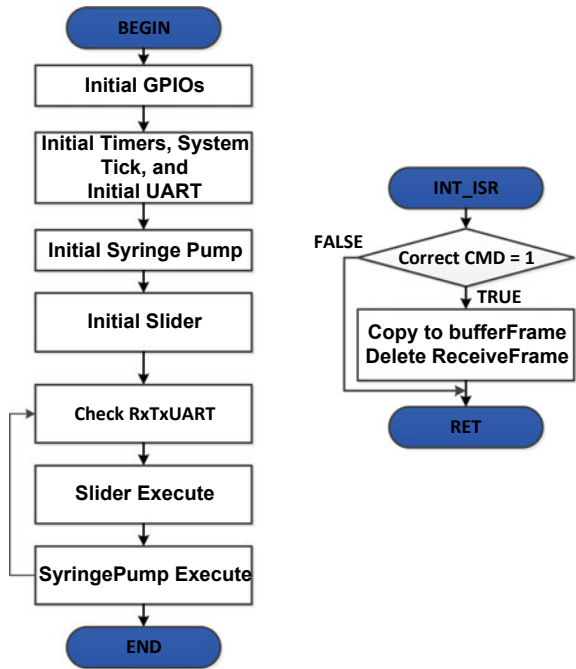 BEGIN
Initial GPIOs
Initial Timers, System
Tick, and
Initial UART
Initial Syringe Pump
Initial Slider
Check RxTxUART
Slider Execute
SyringePump Execute
END
INT_ISR
FALSE
Correct CMD = 1
TRUE
Copy to bufferFrame
Delete ReceiveFrame
RET